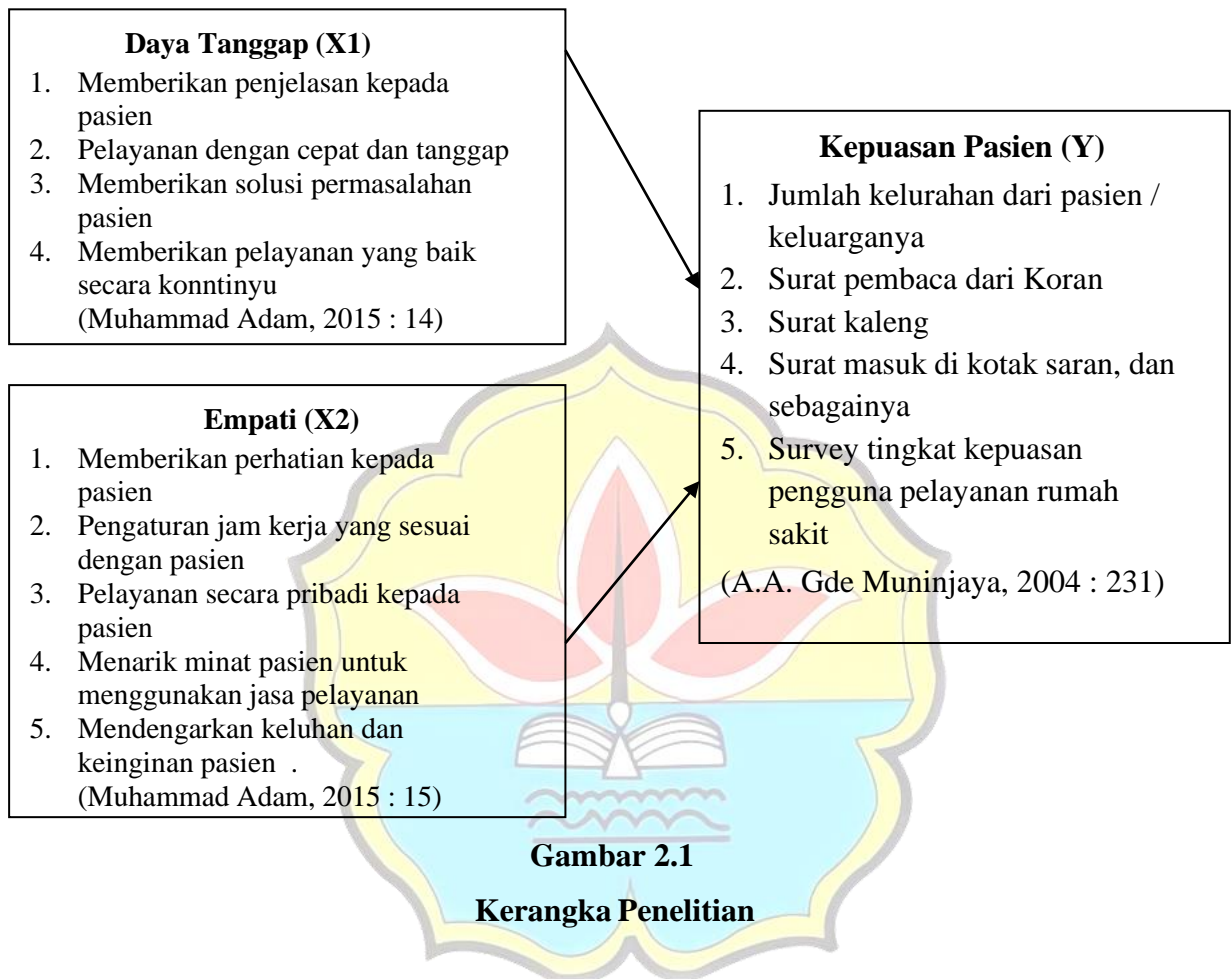 Daya Tanggap (X1)
1. Memberikan penjelasan kepada
pasien
2. Pelayanan dengan cepat dan tanggap
3. Memberikan solusi permasalahan
pasien
4. Memberikan pelayanan yang baik
secara konntinyu
(Muhammad Adam, 2015 : 14)
Empati (X2)
1. Memberikan perhatian kepada
pasien
2. Pengaturan jam kerja yang sesuai
dengan pasien
3. Pelayanan secara pribadi kepada
pasien
4. Menarik minat pasien untuk
menggunakan jasa pelayanan
5. Mendengarkan keluhan dan
keinginan pasien .
(Muhammad Adam, 2015 : 15)
Kepuasan Pasien (Y)
1. Jumlah kelurahan dari pasien /
keluarganya
2. Surat pembaca dari Koran
3. Surat kaleng
4. Surat masuk di kotak saran, dan
sebagainya
5. Survey tingkat kepuasan
pengguna pelayanan rumah
sakit
(A.A. Gde Muninjaya, 2004 : 231)
Gambar 2.1
Kerangka Penelitian